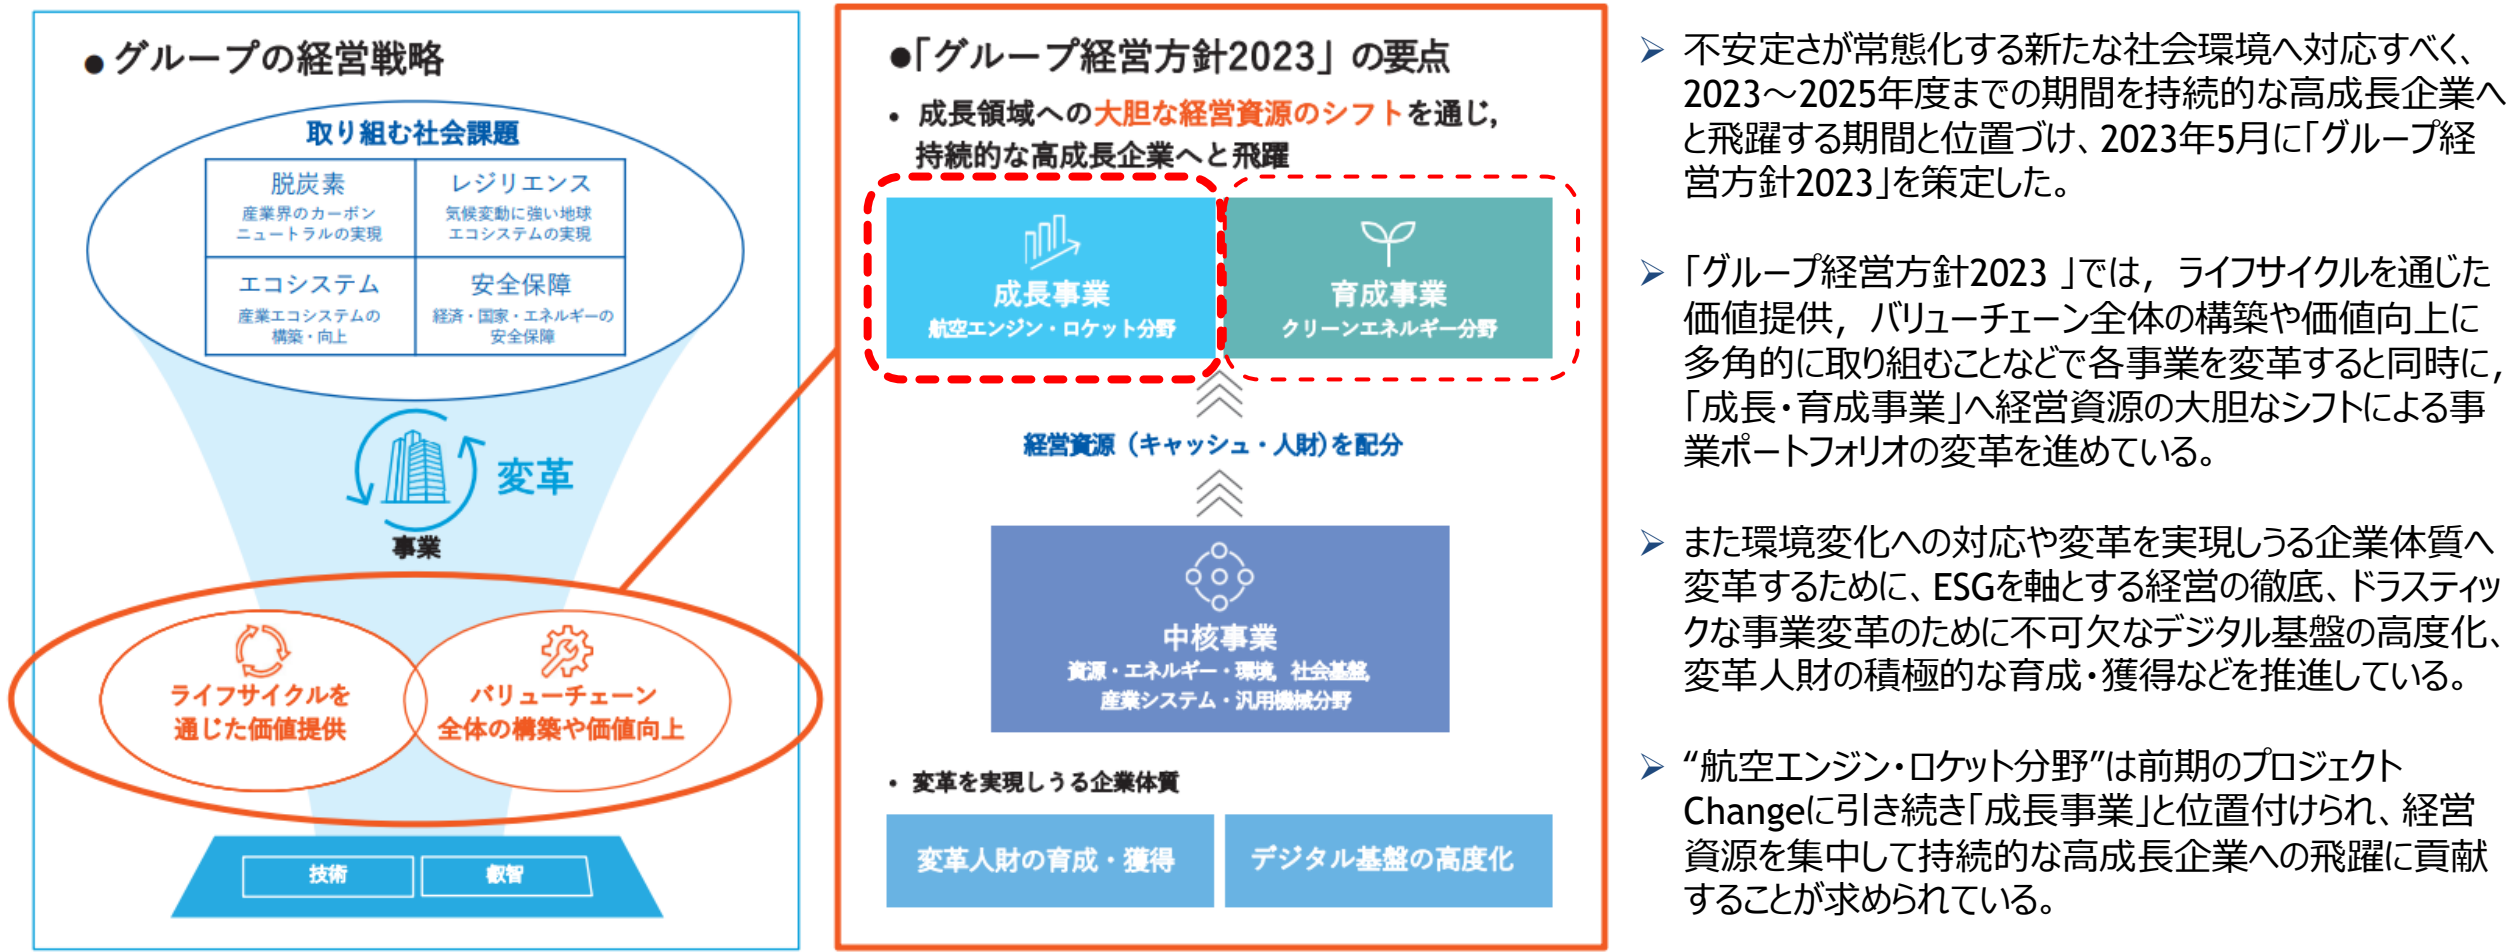 ●グループの経営戦略
取り組む社会課題
脱炭素
産業界のカーボン
ニュートラルの実現
レジリエンス
気候変動に強い地球
エコシステムの実現
エコシステム
産業エコシステムの
構築・向上
安全保障
経済・国家・エネルギーの
安全保障
変革
事業
ライフサイクルを
通じた価値提供
バリューチェーン
全体の構築や価値向上
技術
叡智
●「グループ経営方針2023」の要点
• 成長領域への大胆な経営資源のシフトを通じ,
持続的な高成長企業へと飛躍
成長事業
航空エンジン・ロケット分野
育成事業
クリーンエネルギー分野
経営資源（キャッシュ・人財)を配分
中核事業
資源・エネルギー・環境, 社会基盤,
産業システム・汎用機械分野
• 変革を実現しうる企業体質
変革人財の育成・獲得
デジタル基盤の高度化
➢ 不安定さが常態化する新たな社会環境へ対応すべく、
2023～2025年度までの期間を持続的な高成長企業へ
と飛躍する期間と位置づけ、2023年5月に「グループ経
営方針2023」を策定した。
➢ 「グループ経営方針2023 」では, ライフサイクルを通じた
価値提供, バリューチェーン全体の構築や価値向上に
多角的に取り組むことなどで各事業を変革すると同時に,
「成長・育成事業」へ経営資源の大胆なシフトによる事
業ポートフォリオの変革を進めている。
➢ また環境変化への対応や変革を実現しうる企業体質へ
変革するために、ESGを軸とする経営の徹底、ドラスティッ
クな事業変革のために不可欠なデジタル基盤の高度化、
変革人財の積極的な育成・獲得などを推進している。
➢ “航空エンジン・ロケット分野”は前期のプロジェクト
Changeに引き続き「成長事業」と位置付けられ、経営
資源を集中して持続的な高成長企業への飛躍に貢献
することが求められている。